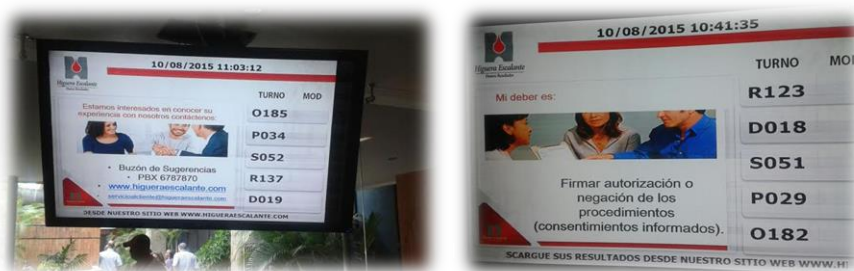 10/08/2015 11:03:12
Higuera Escalante
TURNO MOD
Estamos interesados en conocer su
experiencia con nosotros contáctenos:
O185
P034
S052
R137
D019
• Buzón de Sugerencias
• PBX 6787870
• www.higueraescalante.com
servicioalcliente@higueraescalante.com
DESDE NUESTRO SITIO WEB WWW.HIGUERAESCALANTE.COM
10/08/2015 10:41:35
Higuera Escalante
TURNO MO
Mi deber es:
R123
D018
S051
P029
O182
Firmar autorización o
negación de los
procedimientos
(consentimientos informados).
SCARGUE SUS RESULTADOS DESDE NUESTRO SITIO WEB WWW.H